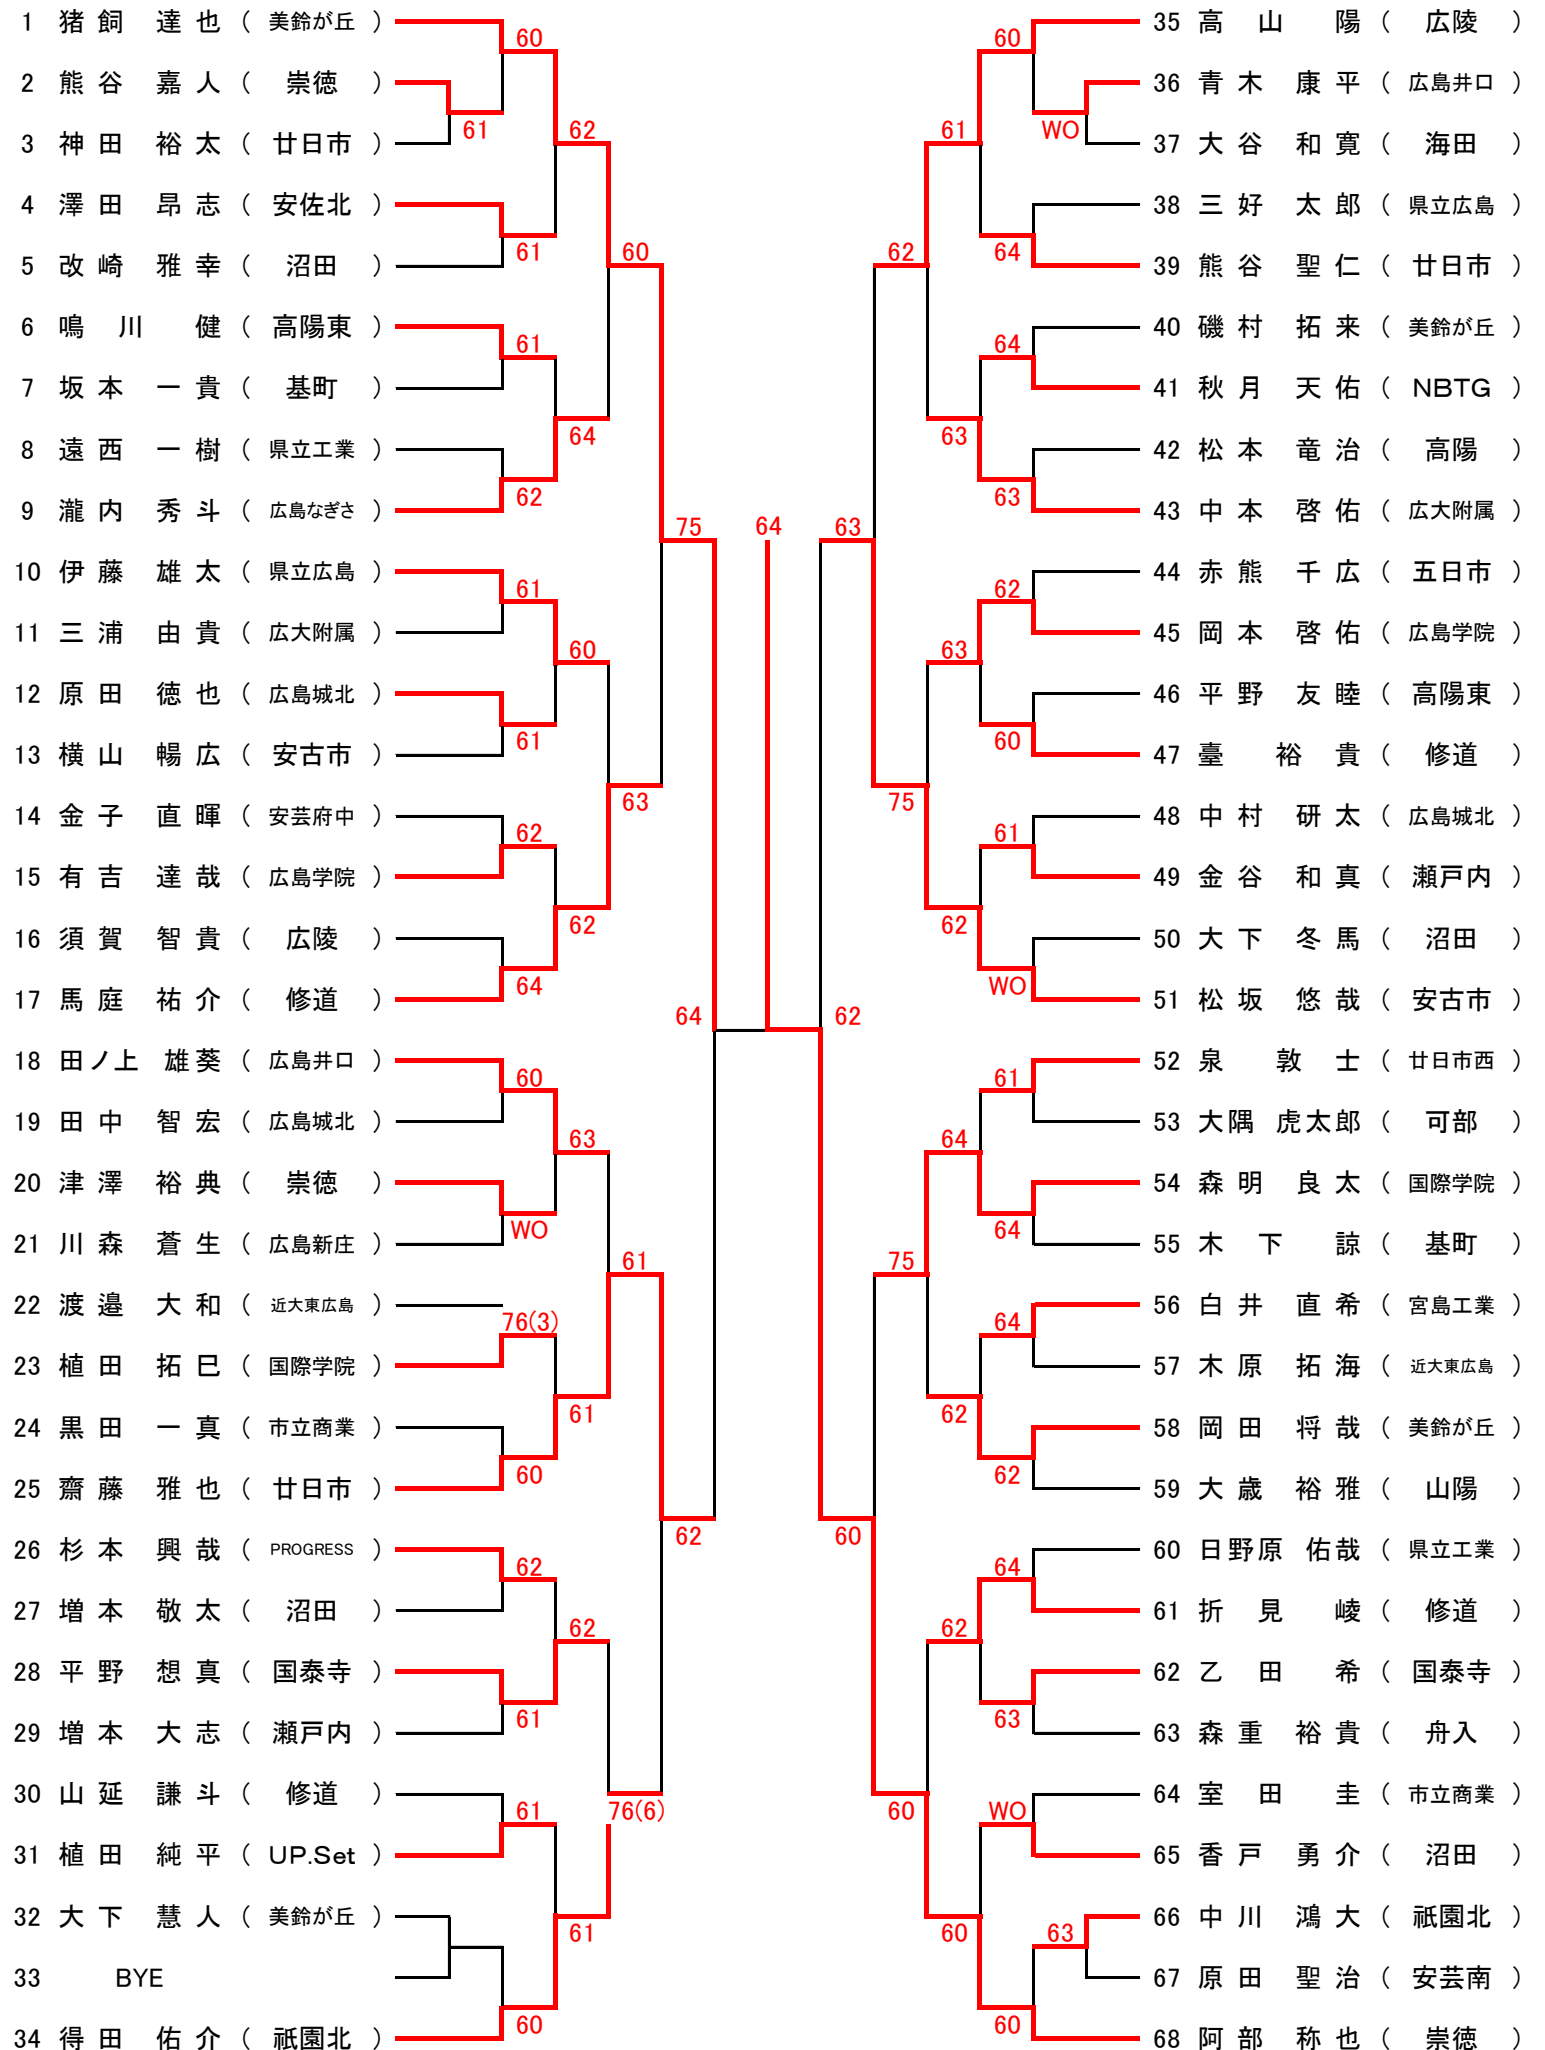 1 猪飼 達也 ( 美鈴が丘 )
60
2 熊谷 嘉人 ( 崇徳 )
61
62
3 神田 裕太 ( 廿日市 )
4 澤田 昂志 ( 安佐北 )
61
60
5 改崎 雅幸 ( 沼田 )
6 鳴川 健 ( 高陽東 )
61
7 坂本 一貴 ( 基町 )
64
8 遠西 一樹 ( 県立工業 )
62
9 瀧内 秀斗 ( 広島なぎさ )
75
10 伊藤 雄太 ( 県立広島 )
61
11 三浦 由貴 ( 広大附属 )
60
12 原田 徳也 ( 広島城北 )
61
13 横山 暢広 ( 安古市 )
63
14 金子 直暉 ( 安芸府中 )
62
15 有吉 達哉 ( 広島学院 )
62
16 須賀 智貴 ( 広陵 )
64
17 馬庭 祐介 ( 修道 )
64
18 田ノ上 雄葵 ( 広島井口 )
60
19 田中 智宏 ( 広島城北 )
63
20 津澤 裕典 ( 崇徳 )
WO
21 川森 蒼生 ( 広島新庄 )
61
22 渡邉 大和 ( 近大東広島 )
76(3)
23 植田 拓巳 ( 国際学院 )
61
24 黒田 一真 ( 市立商業 )
60
25 齋藤 雅也 ( 廿日市 )
62
26 杉本 興哉 ( PROGRESS )
62
27 増本 敬太 ( 沼田 )
62
28 平野 想真 ( 国泰寺 )
61
29 増本 大志 ( 瀬戸内 )
30 山延 謙斗 ( 修道 )
61
76(6)
31 植田 純平 ( UP.Set )
32 大下 慧人 ( 美鈴が丘 )
61
33 BYE
60
34 得田 佑介 ( 祇園北 )
64
35 高山 陽 ( 広陵 )
60
36 青木 康平 ( 広島井口 )
61
WO
37 大谷 和寛 ( 海田 )
38 三好 太郎 ( 県立広島 )
62
64
39 熊谷 聖仁 ( 廿日市 )
40 磯村 拓来 ( 美鈴が丘 )
64
41 秋月 天佑 ( NBTG )
63
42 松本 竜治 ( 高陽 )
63
43 中本 啓佑 ( 広大附属 )
63
44 赤熊 千広 ( 五日市 )
62
45 岡本 啓佑 ( 広島学院 )
63
46 平野 友睦 ( 高陽東 )
60
47 臺 裕貴 ( 修道 )
75
48 中村 研太 ( 広島城北 )
61
49 金谷 和真 ( 瀬戸内 )
62
50 大下 冬馬 ( 沼田 )
WO
51 松坂 悠哉 ( 安古市 )
62
52 泉 敦士 ( 廿日市西 )
61
53 大隅 虎太郎 ( 可部 )
64
54 森明 良太 ( 国際学院 )
64
55 木下 諒 ( 基町 )
75
56 白井 直希 ( 宮島工業 )
64
57 木原 拓海 ( 近大東広島 )
62
58 岡田 将哉 ( 美鈴が丘 )
62
59 大歳 裕雅 ( 山陽 )
60
60 日野原 佑哉 ( 県立工業 )
64
61 折見 崚 ( 修道 )
62
62 乙田 希 ( 国泰寺 )
63
63 森重 裕貴 ( 舟入 )
64 室田 圭 ( 市立商業 )
60
WO
65 香戸 勇介 ( 沼田 )
66 中川 鴻大 ( 祇園北 )
60
63
67 原田 聖治 ( 安芸南 )
60
68 阿部 称也 ( 崇徳 )